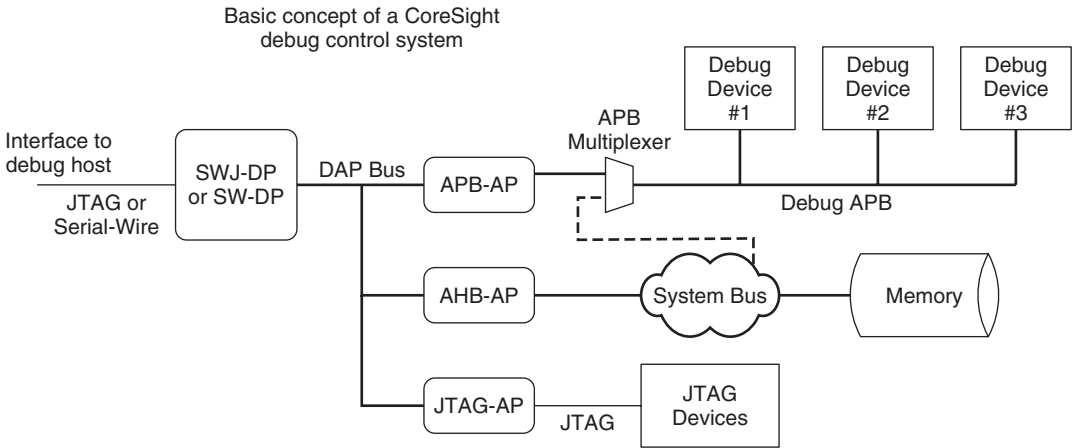 Basic concept of a CoreSight
debug control system
Interface to
debug host
JTAG or
Serial-Wire
SWJ-DP
or SW-DP
DAP Bus
APB-AP
APB
Multiplexer
Debug
Device
#1
Debug
Device
#2
Debug
Device
#3
Debug APB
AHB-AP
System Bus
Memory
JTAG-AP
JTAG
JTAG
Devices